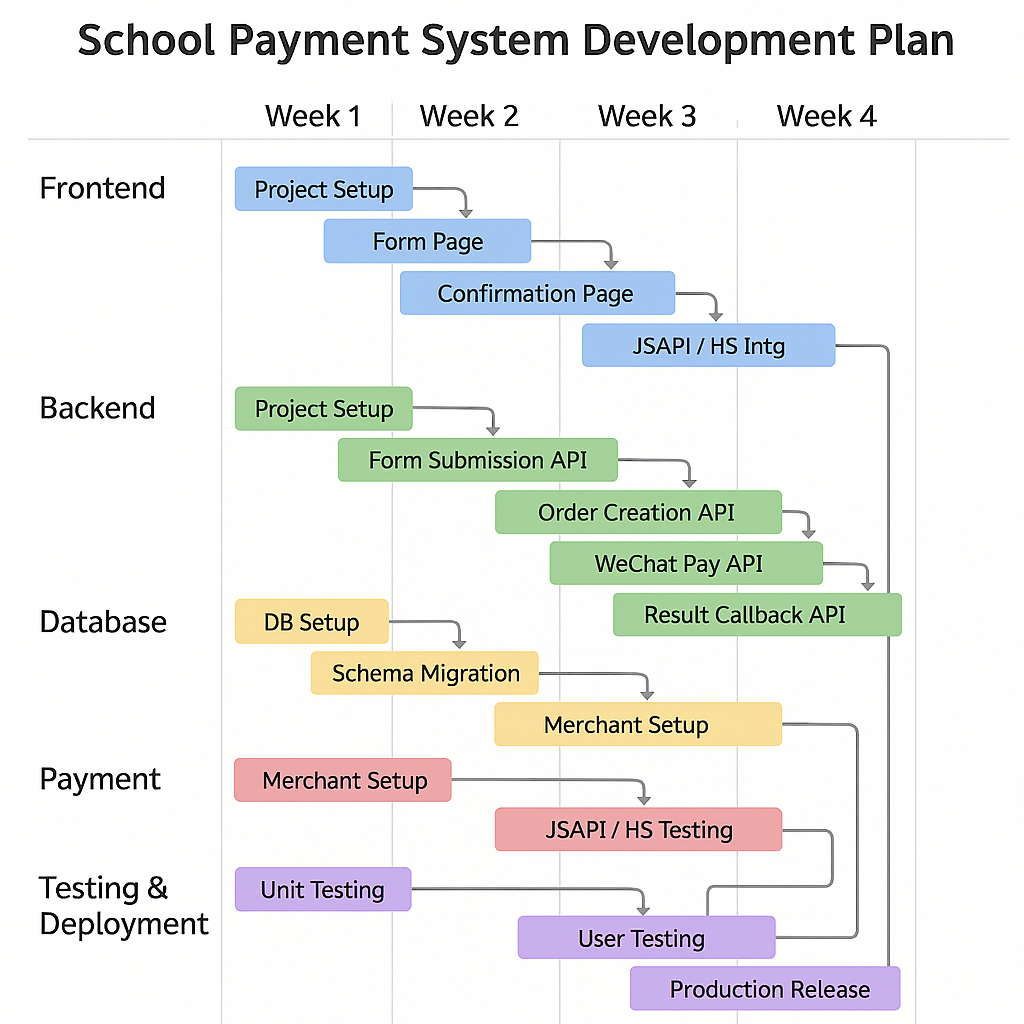 School Payment System Development Plan
Week 1
Week 2
Week 3
Week 4
Frontend
Project Setup
Form Page
Confirmation Page
JSAPI / HS Intg
Backend
Project Setup
Form Submission API
Order Creation API
WeChat Pay API
Result Callback API
Database
DB Setup
Schema Migration
Merchant Setup
Payment
Merchant Setup
JSAPI / HS Testing
Testing &
Deployment
Unit Testing
User Testing
Production Release